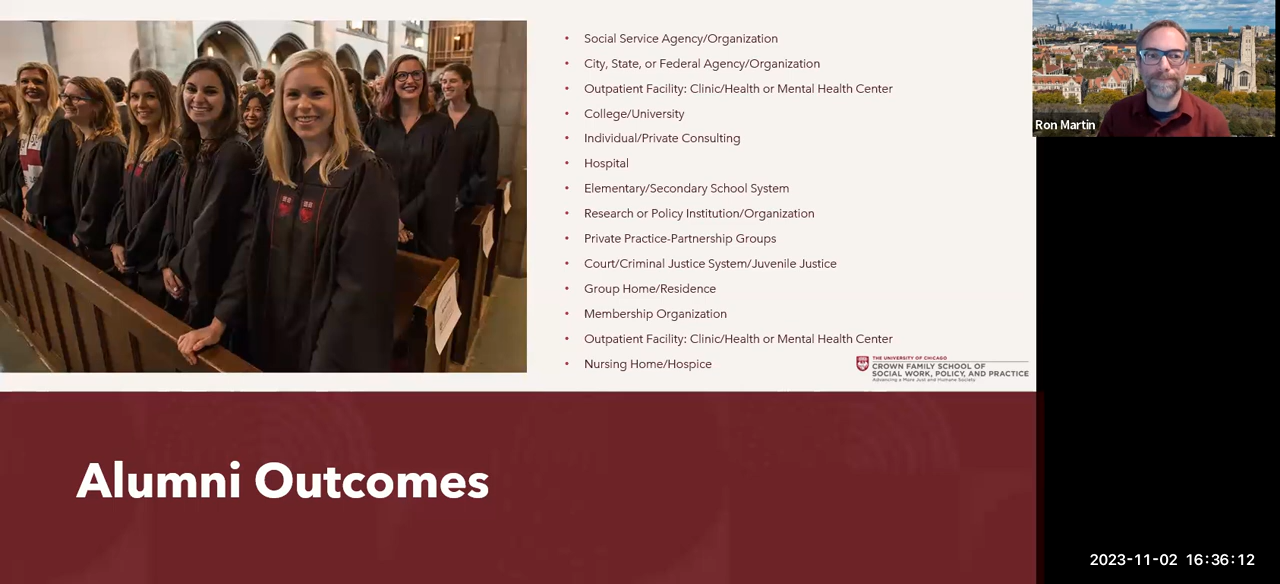 • Social Service Agency/Organization
• City, State, or Federal Agency/Organization
• Outpatient Facility: Clinic/Health or Mental Health Center
• College/University
• Individual/Private Consulting
• Hospital
• Elementary/Secondary School System
• Research or Policy Institution/Organization
• Private Practice-Partnership Groups
• Court/Criminal Justice System/Juvenile Justice
• Group Home/Residence
• Membership Organization
• Outpatient Facility: Clinic/Health or Mental Health Center
• Nursing Home/Hospice
THE UNIVERSITY OF CHICAGO
CROWN FAMILY SCHOOL OF
SOCIAL WORK, POLICY, AND PRACTICE
Advancing a More Just and Humane Society
Ron Martin
Alumni Outcomes
2023-11-02 16:36:12